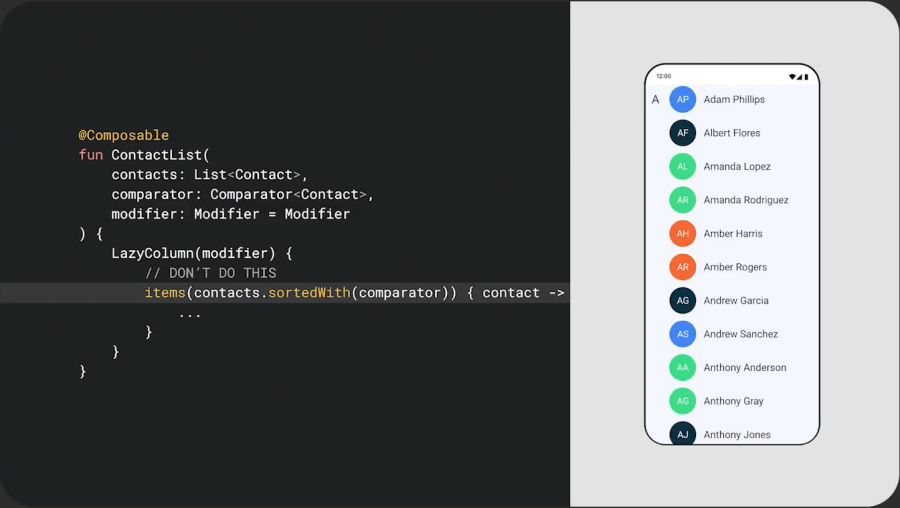 @Composable
fun ContactList(
    contacts: List<Contact>,
    comparator: Comparator<Contact>,
    modifier: Modifier = Modifier
) {
    LazyColumn(modifier) {
        // DON'T DO THIS
        items(contacts.sortedWith(comparator)) { contact ->
            ...
        }
    }
}
12:00
A AP Adam Phillips
AF Albert Flores
AL Amanda Lopez
AR Amanda Rodriguez
AH Amber Harris
AR Amber Rogers
AG Andrew Garcia
AS Andrew Sanchez
AA Anthony Anderson
AG Anthony Gray
AJ Anthony Jones